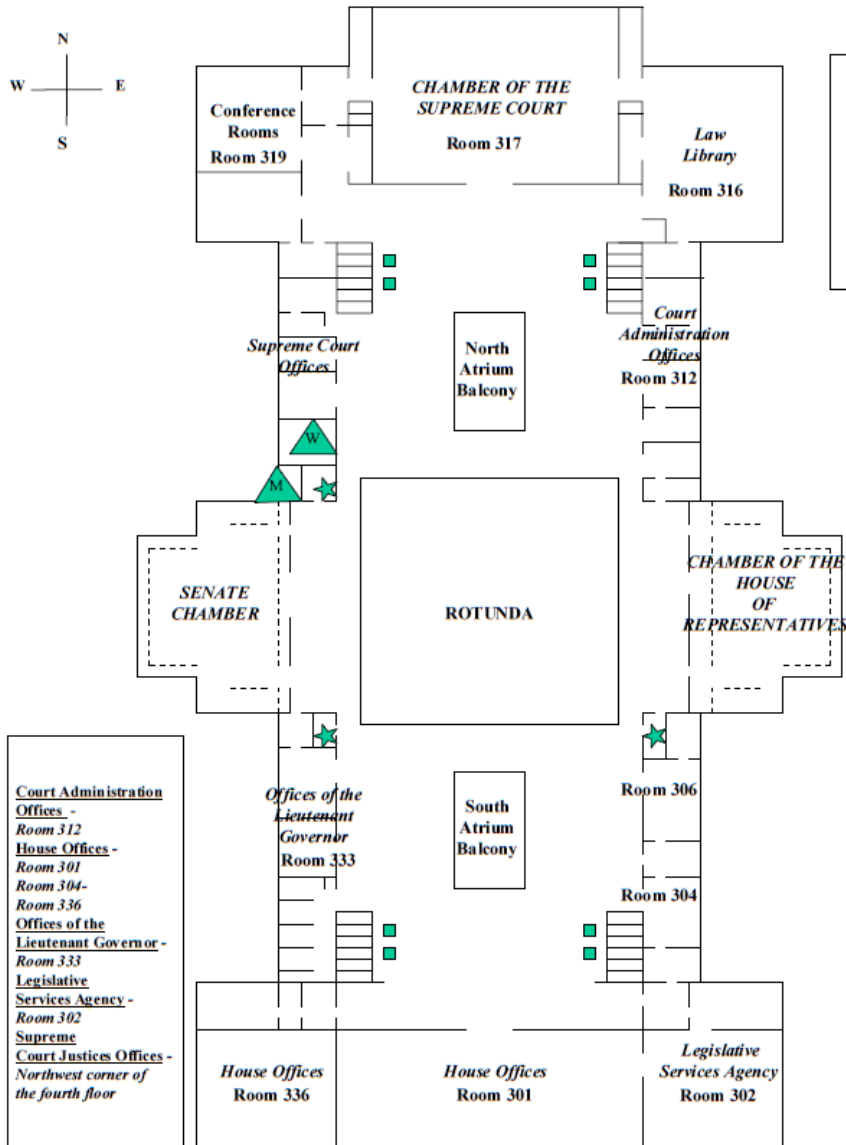 N
W E
S
CHAMBER OF THE
SUPREME COURT
Room 317
Conference
Rooms
Room 319
Law
Library
Room 316
Supreme Court
Offices
North
Atrium
Balcony
Court
Administration
Offices
Room 312
W
M
SENATE
CHAMBER
ROTUNDA
CHAMBER OF THE
HOUSE
OF
REPRESENTATIVES
Offices of the
Lieutenant
Governor
Room 333
South
Atrium
Balcony
Room 306
Room 304
Court Administration
Offices -
Room 312
House Offices -
Room 301
Room 304-
Room 336
Offices of the
Lieutenant Governor -
Room 333
Legislative
Services Agency -
Room 302
Supreme
Court Justices Offices -
Northwest corner of
the fourth floor
House Offices
Room 336
House Offices
Room 301
Legislative
Services Agency
Room 302